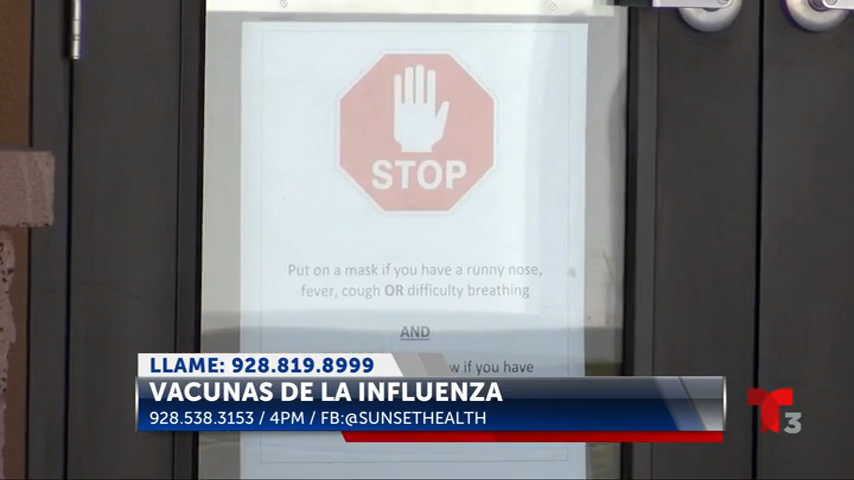 STOP
Put on a mask if you have a runny nose,
fever, cough OR difficulty breathing
AND
if you have
LLAME: 928.819.8999
VACUNAS DE LA INFLUENZA
928.538.3153 / 4PM / FB:@SUNSETHEALTH
3